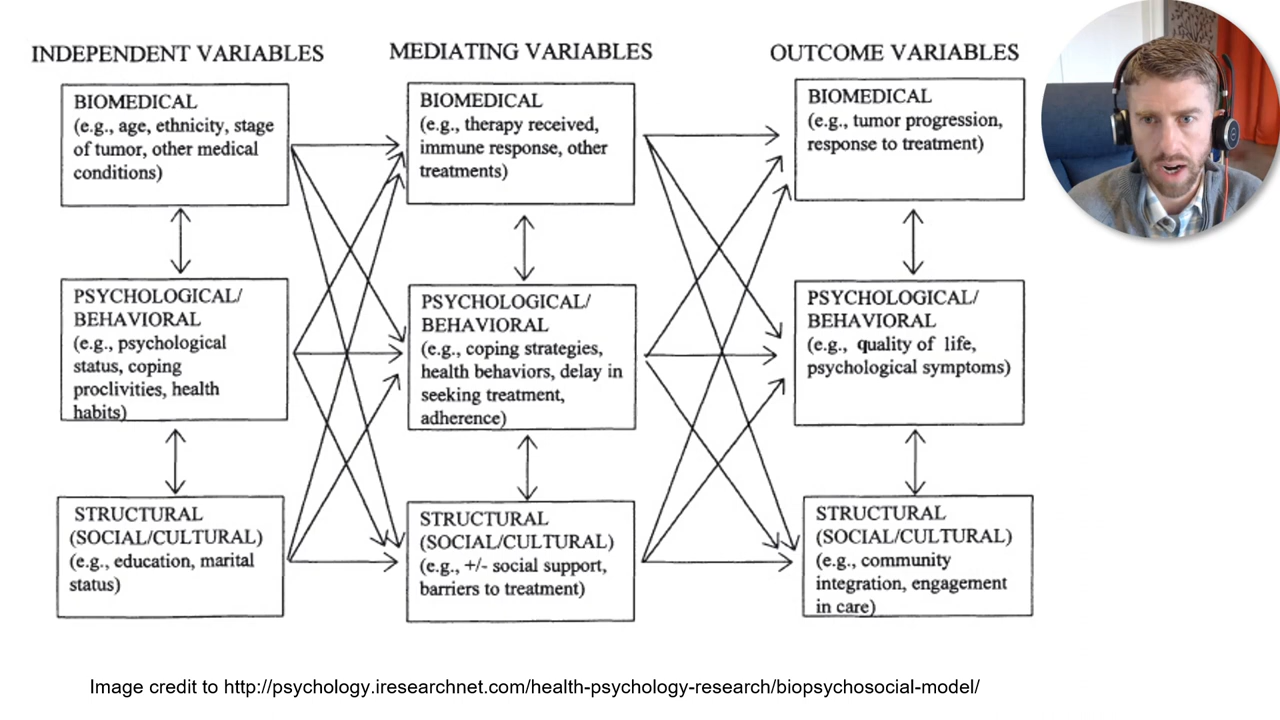 INDEPENDENT VARIABLES
MEDIATING VARIABLES
OUTCOME VARIABLES
BIOMEDICAL
(e.g., age, ethnicity, stage
of tumor, other medical
conditions)
BIOMEDICAL
(e.g., therapy received,
immune response, other
treatments)
BIOMEDICAL
(e.g., tumor progression,
response to treatment)
PSYCHOLOGICAL/
BEHAVIORAL
(e.g., psychological
status, coping
proclivities, health
habits)
PSYCHOLOGICAL/
BEHAVIORAL
(e.g., coping strategies,
health behaviors, delay in
seeking treatment,
adherence)
PSYCHOLOGICAL/
BEHAVIORAL
(e.g., quality of life,
psychological symptoms)
STRUCTURAL
(SOCIAL/CULTURAL)
(e.g., education, marital
status)
STRUCTURAL
(SOCIAL/CULTURAL)
(e.g., +/- social support,
barriers to treatment)
STRUCTURAL
(SOCIAL/CULTURAL)
(e.g., community
integration, engagement
in care)
Image credit to http://psychology.iresearchnet.com/health-psychology-research/biopsychosocial-model/